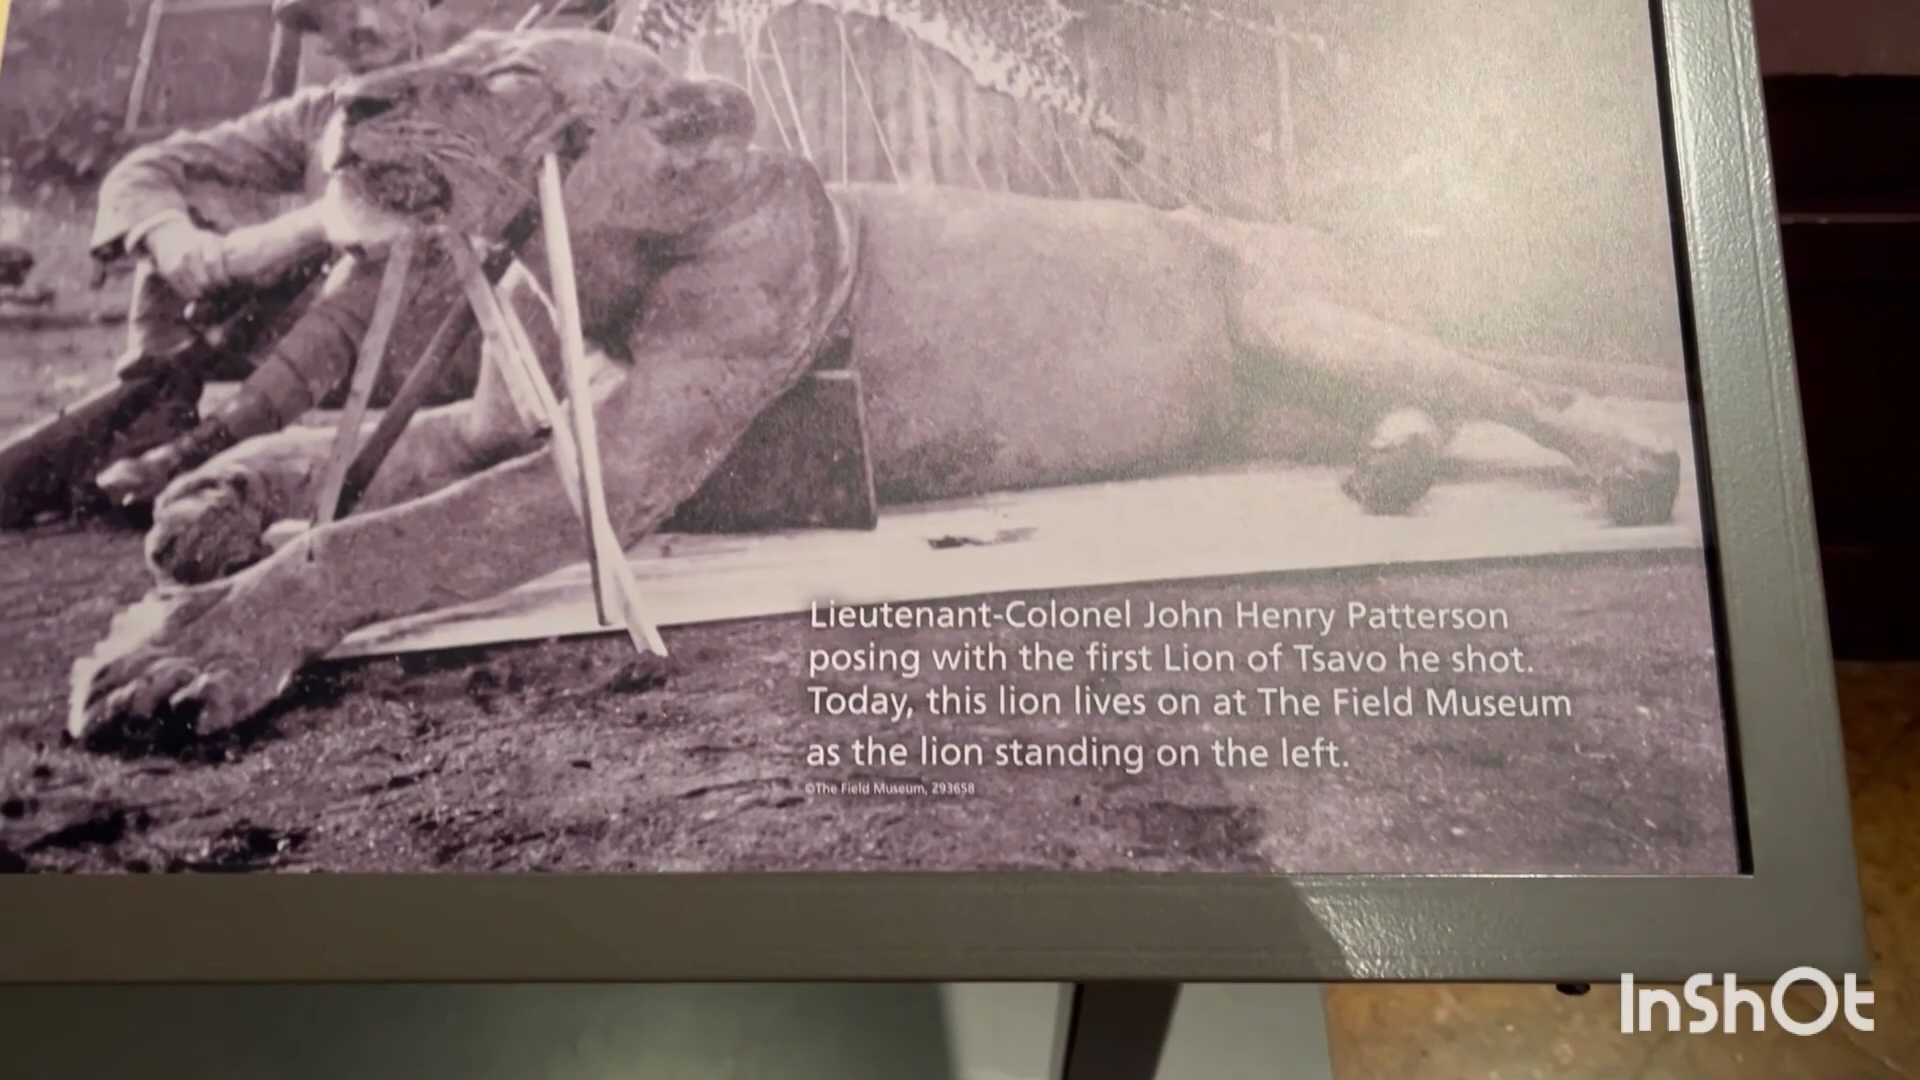 Lieutenant-Colonel John Henry Patterson
posing with the first Lion of Tsavo he shot.
Today, this lion lives on at The Field Museum
as the lion standing on the left.
©The Field Museum, 293658
InShOt